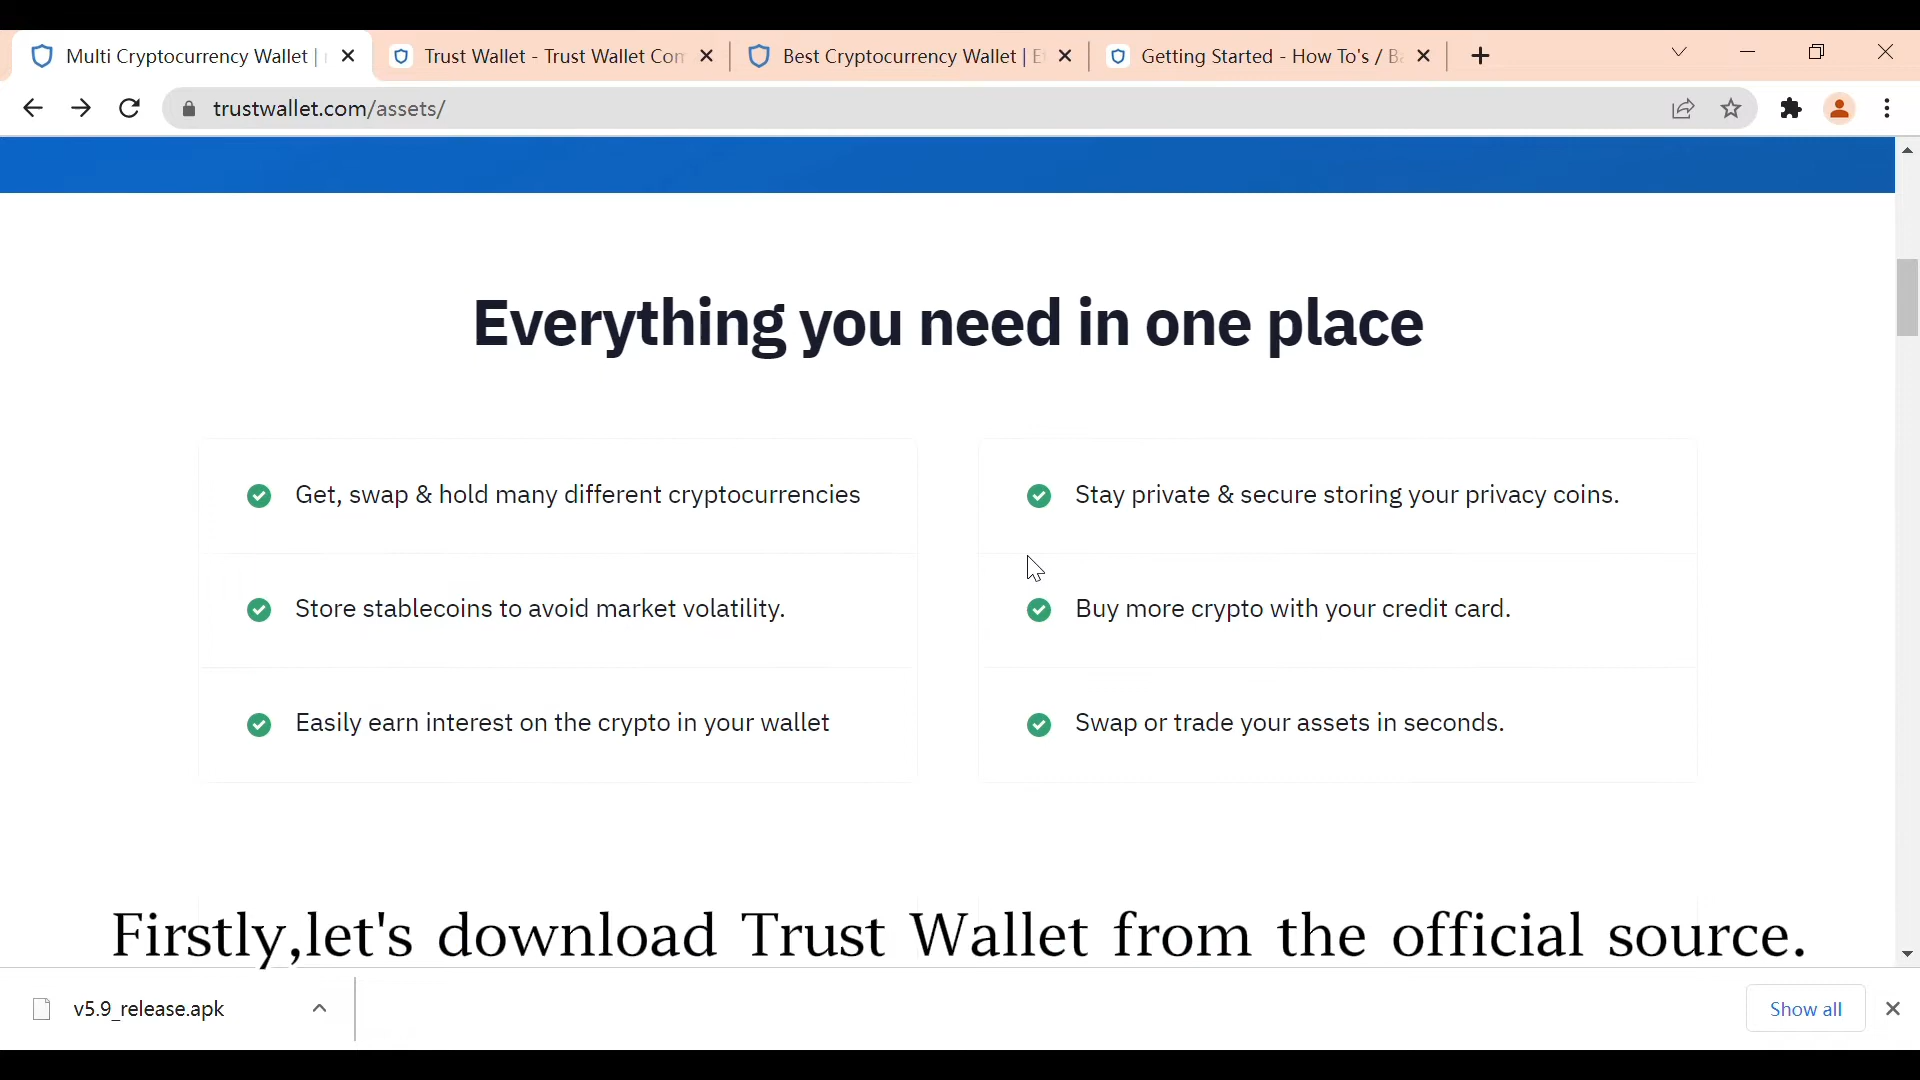 Multi Cryptocurrency Wallet |
Trust Wallet - Trust Wallet Com
Best Cryptocurrency Wallet | E
Getting Started - How To's / Ba
trustwallet.com/assets/
Everything you need in one place
Get, swap & hold many different cryptocurrencies
Stay private & secure storing your privacy coins.
Store stablecoins to avoid market volatility.
Buy more crypto with your credit card.
Easily earn interest on the crypto in your wallet
Swap or trade your assets in seconds.
Firstly,let's download Trust Wallet from the official source.
v5.9_release.apk
Show all